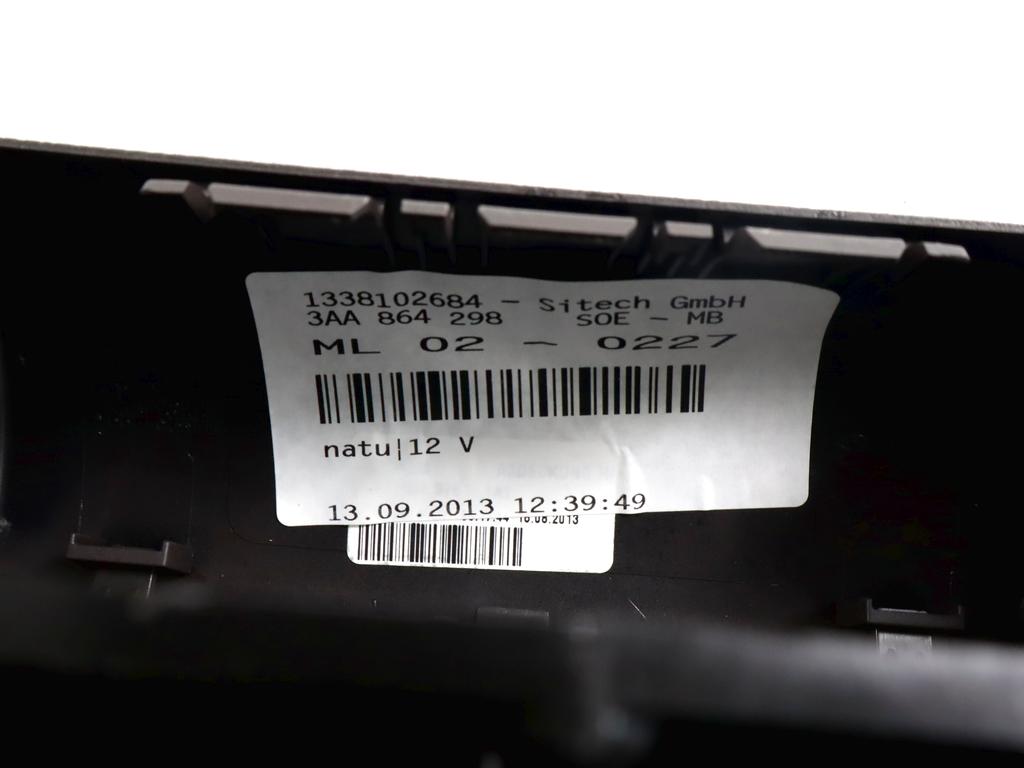 1338102684 - Sitech GmbH
3AA 864 298 SOE - MB
ML 02 - 0227
natu|12 V
13.09.2013 12:39:49